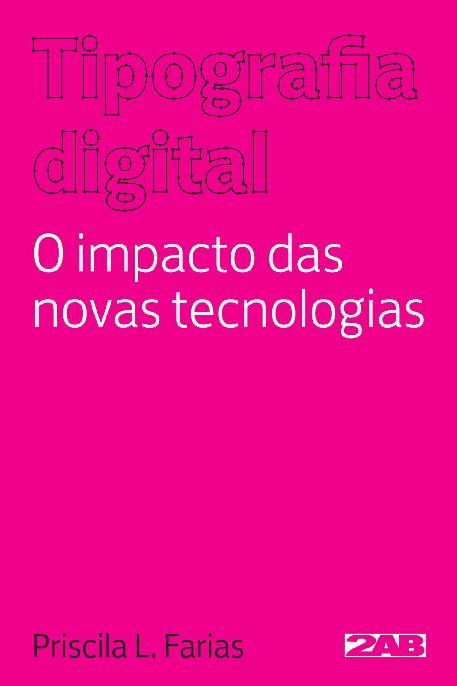 Tipografia
digital
O impacto das
novas tecnologias
Priscila L. Farias
2AB